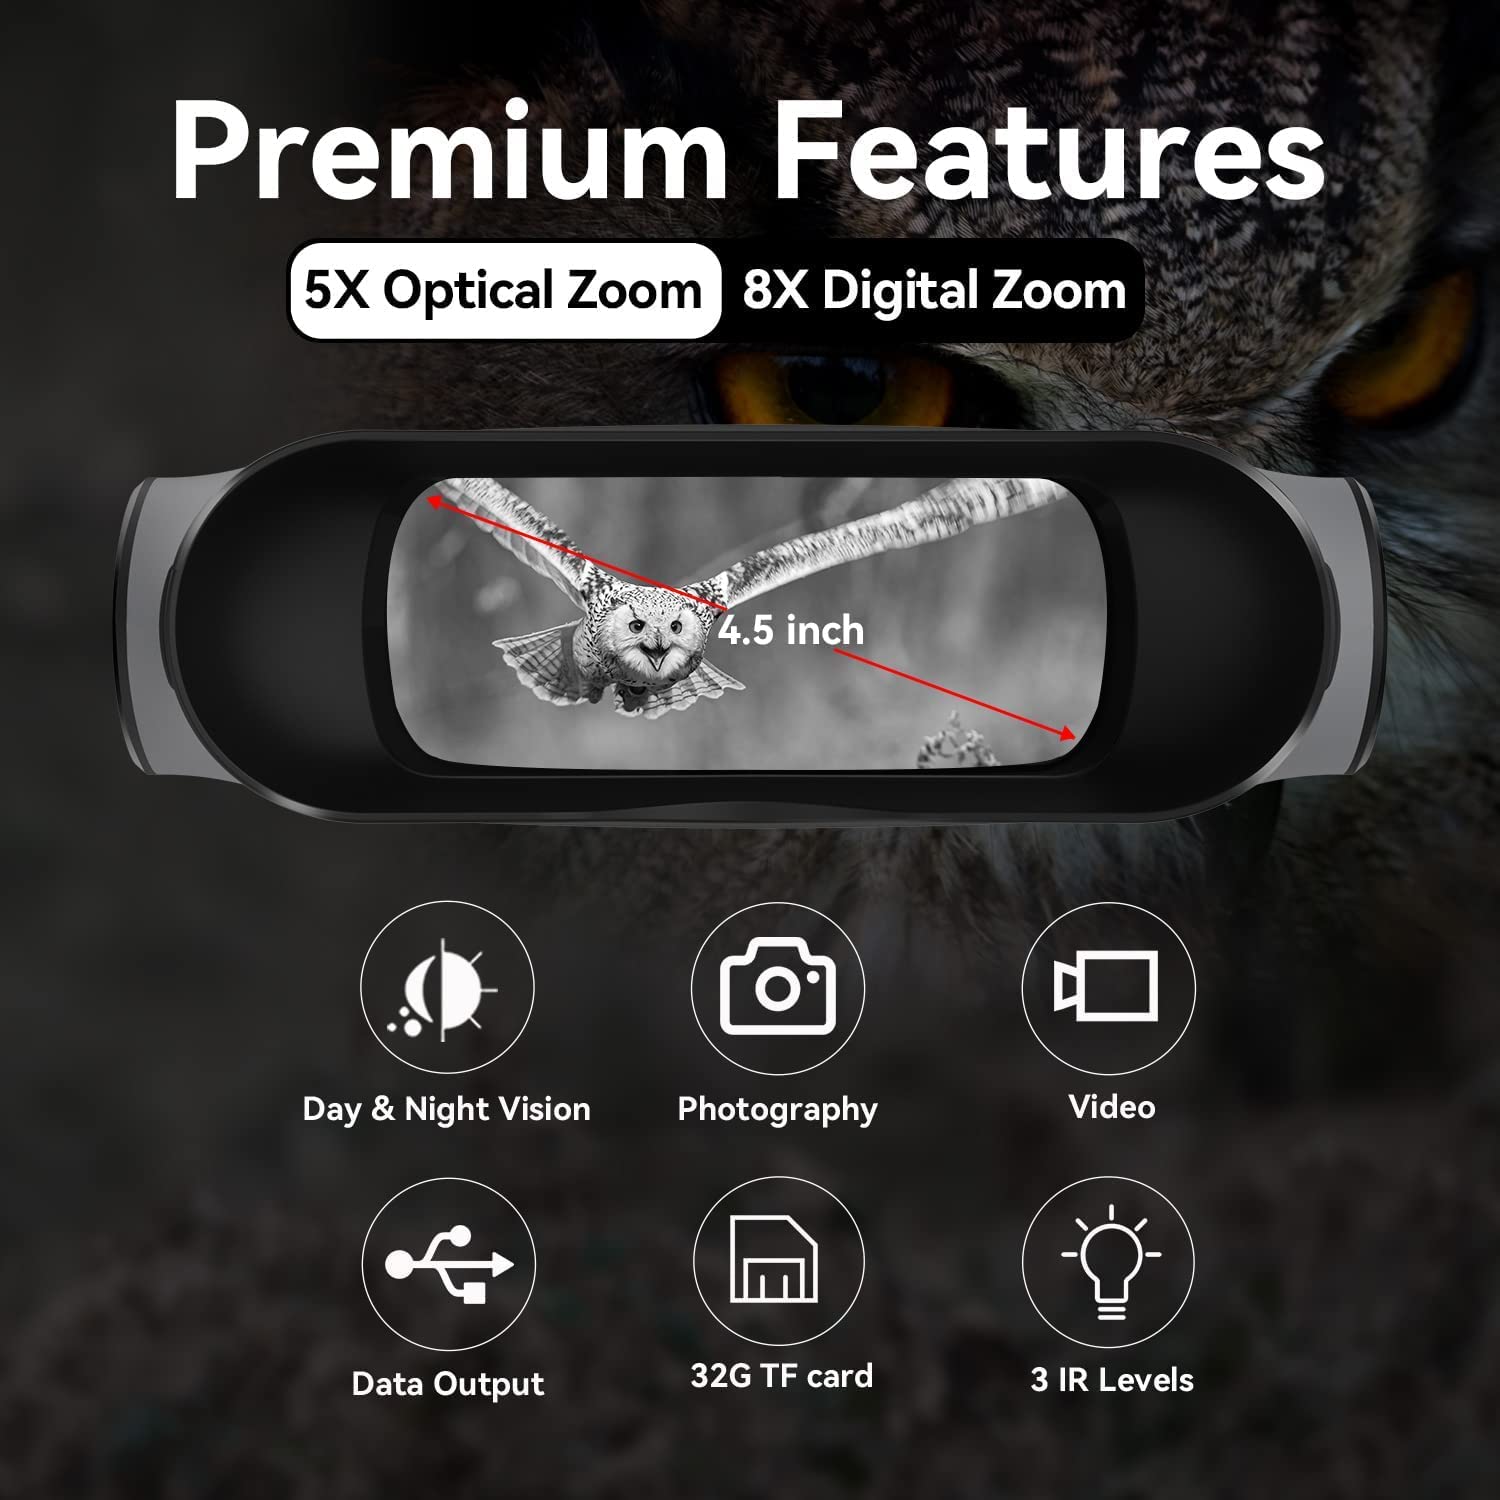 Premium Features
5X Optical Zoom 8X Digital Zoom
4.5 inch
Day & Night Vision Photography Video
Data Output 32G TF card 3 IR Levels